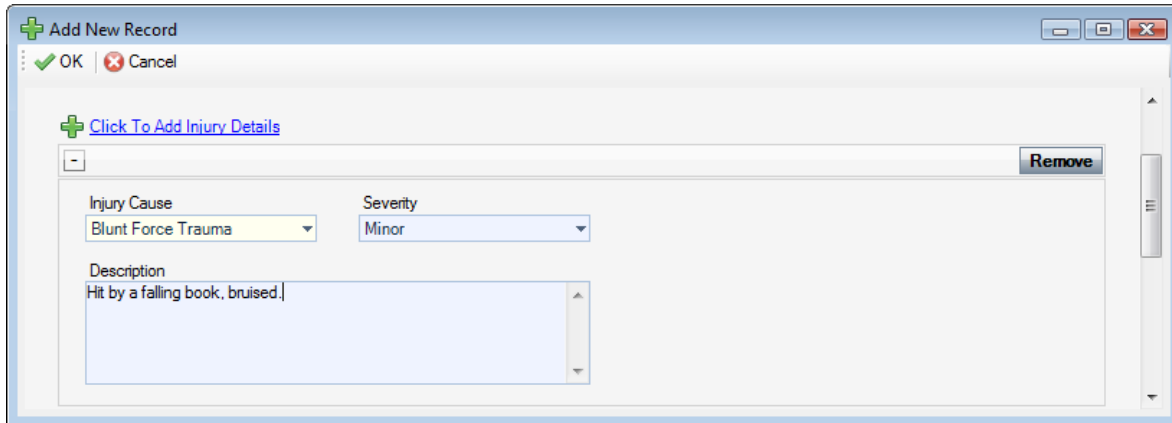 Add New Record
OK Cancel
Click To Add Injury Details
- Remove
Injury Cause Severity
Blunt Force Trauma Minor
Description
Hit by a falling book, bruised.